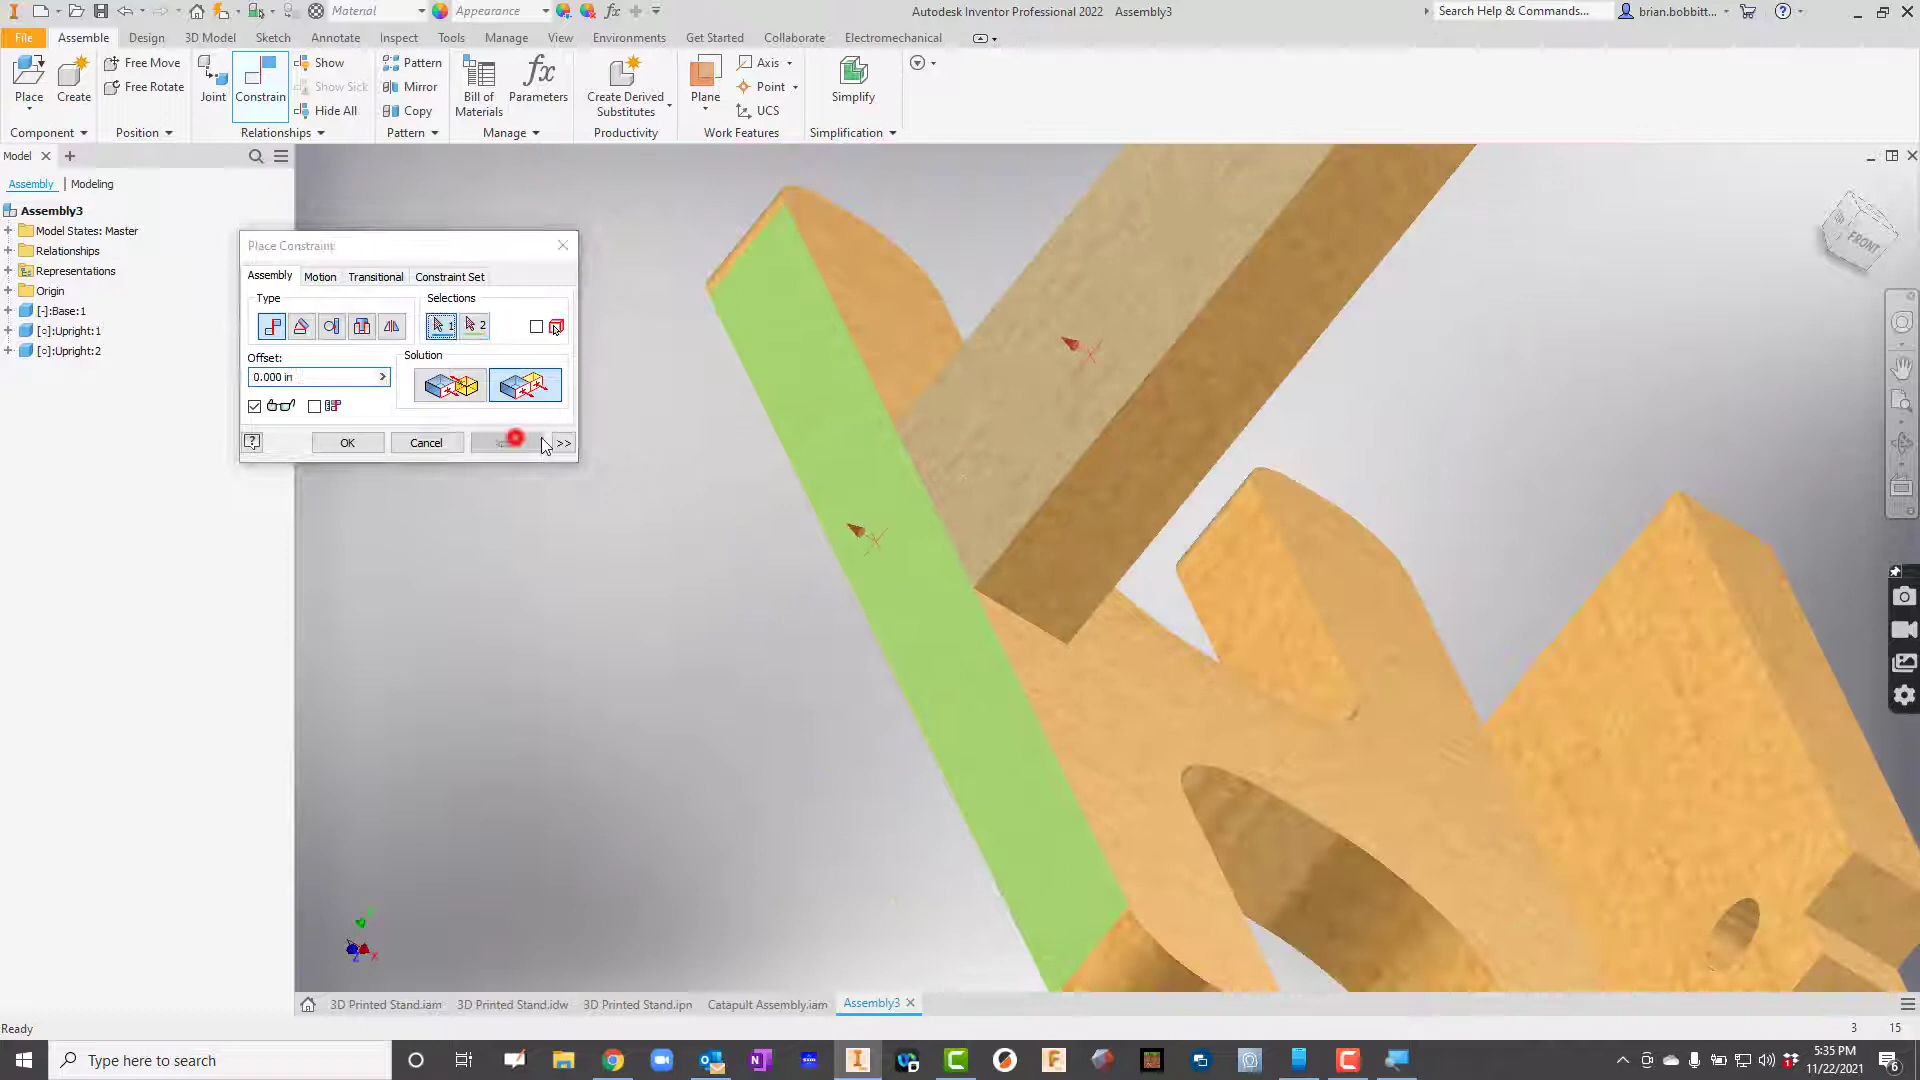 Material
Appearance
Autodesk Inventor Professional 2022 Assembly3
Search Help & Commands...
brian.bobbitt...
File Assemble Design 3D Model Sketch Annotate Inspect Tools Manage View Environments Get Started Collaborate Electromechanical
Place
Create
Free Move
Free Rotate
Joint
Constrain
Show
Show Sick
Hide All
Pattern
Mirror
Copy
Bill of Materials
Parameters
Create Derived Substitutes
Plane
Axis
Point
UCS
Simplify
Component Position Relationships Pattern Manage Productivity Work Features Simplification
Model
Assembly | Modeling
Assembly3
Model States: Master
Relationships
Representations
Origin
[-]:Base:1
[○]:Upright:1
[○]:Upright:2
Place Constraint
Assembly Motion Transitional Constraint Set
Type
Selections
1
2
Offset:
0.000 in
Solution
OK
Cancel
>>
FRONT
3D Printed Stand.iam 3D Printed Stand.idw 3D Printed Stand.ipn Catapult Assembly.iam Assembly3
Ready
3 15
Type here to search
5:35 PM
11/22/2021
6